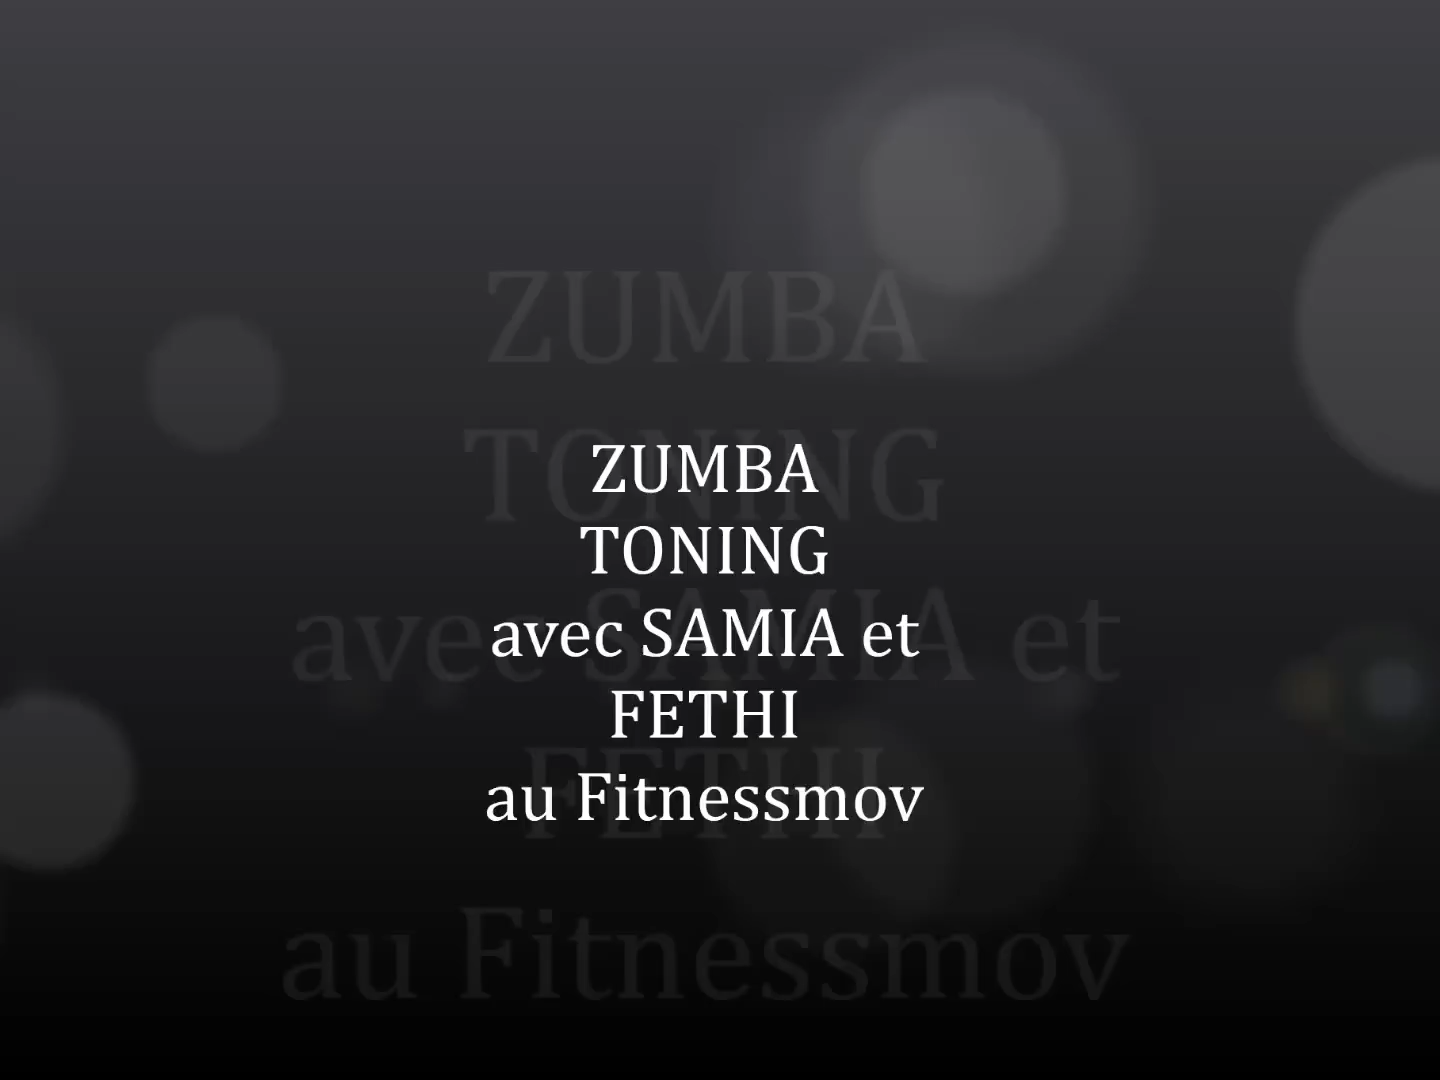 ZUMBA
TONING
avec SAMIA et
FETHI
au Fitnessmov